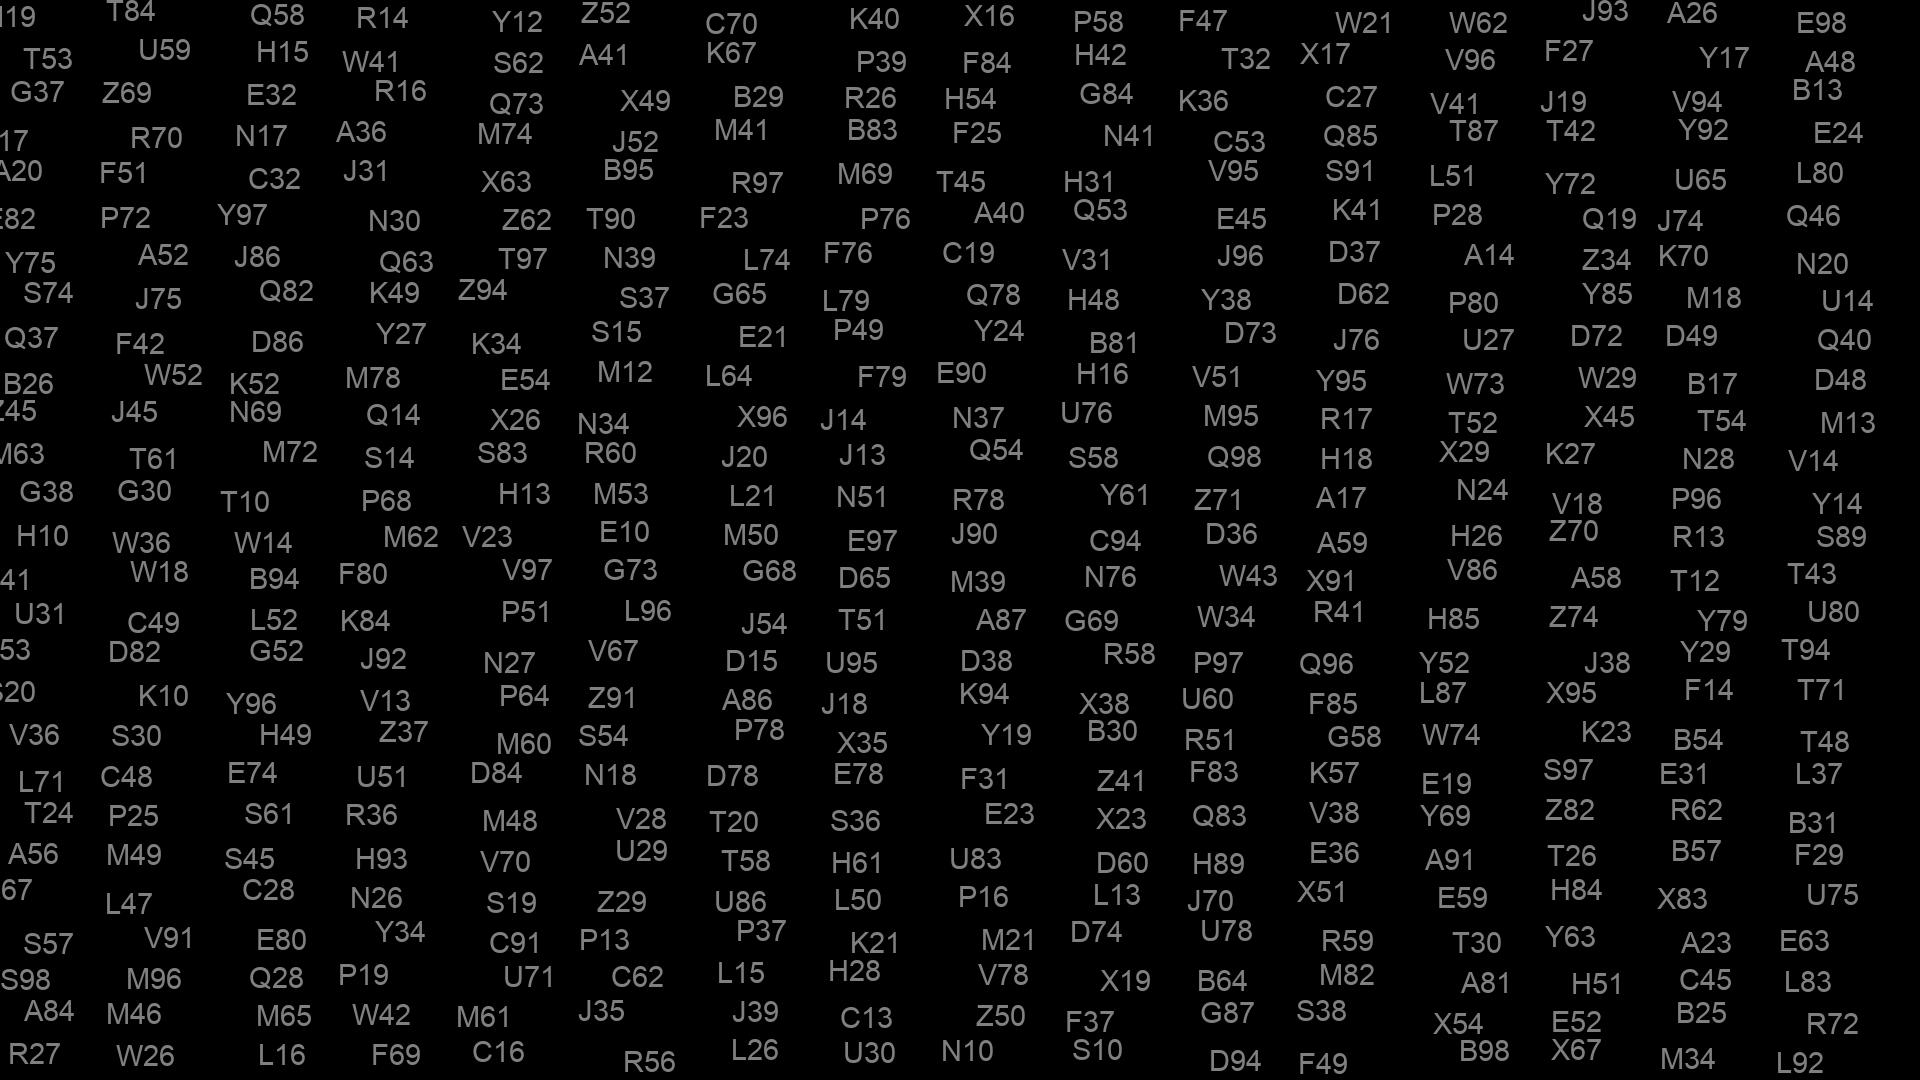 T84 Q58 R14 Y12 Z52 C70 K40 X16 P58 F47 W21 W62 J93 A26 E98
T53 U59 H15 W41 S62 A41 K67 P39 F84 H42 T32 X17 V96 F27 Y17 A48
G37 Z69 E32 R16 Q73 X49 B29 R26 H54 G84 K36 C27 V41 J19 V94 B13
R70 N17 A36 M74 J52 M41 B83 F25 N41 C53 Q85 T87 T42 Y92 E24
A20 F51 C32 J31 X63 B95 R97 M69 T45 H31 V95 S91 L51 Y72 U65 L80
E82 P72 Y97 N30 Z62 T90 F23 P76 A40 Q53 E45 K41 P28 Q19 J74 Q46
Y75 A52 J86 Q63 T97 N39 L74 F76 C19 V31 J96 D37 A14 Z34 K70 N20
S74 J75 Q82 K49 Z94 S37 G65 L79 Q78 H48 Y38 D62 P80 Y85 M18 U14
Q37 F42 D86 Y27 K34 S15 E21 P49 Y24 B81 D73 J76 U27 D72 D49 Q40
B26 W52 K52 M78 E54 M12 L64 F79 E90 H16 V51 Y95 W73 W29 B17 D48
Z45 J45 N69 Q14 X26 N34 X96 J14 N37 U76 M95 R17 T52 X45 T54 M13
M63 T61 M72 S14 S83 R60 J20 J13 Q54 S58 Q98 H18 X29 K27 N28 V14
G38 G30 T10 P68 H13 M53 L21 N51 R78 Y61 Z71 A17 N24 V18 P96 Y14
H10 W36 W14 M62 V23 E10 M50 E97 J90 C94 D36 A59 H26 Z70 R13 S89
W18 B94 F80 V97 G73 G68 D65 M39 N76 W43 X91 V86 A58 T12 T43
U31 C49 L52 K84 P51 L96 J54 T51 A87 G69 W34 R41 H85 Z74 Y79 U80
D82 G52 J92 N27 V67 D15 U95 D38 R58 P97 Q96 Y52 J38 Y29 T94
S20 K10 Y96 V13 P64 Z91 A86 J18 K94 X38 U60 F85 L87 X95 F14 T71
V36 S30 H49 Z37 M60 S54 P78 X35 Y19 B30 R51 G58 W74 K23 B54 T48
L71 C48 E74 U51 D84 N18 D78 E78 F31 Z41 F83 K57 E19 S97 E31 L37
T24 P25 S61 R36 M48 V28 T20 S36 E23 X23 Q83 V38 Y69 Z82 R62 B31
A56 M49 S45 H93 V70 U29 T58 H61 U83 D60 H89 E36 A91 T26 B57 F29
L47 C28 N26 S19 Z29 U86 L50 P16 L13 J70 X51 E59 H84 X83 U75
S57 V91 E80 Y34 C91 P13 P37 K21 M21 D74 U78 R59 T30 Y63 A23 E63
S98 M96 Q28 P19 U71 C62 L15 H28 V78 X19 B64 M82 A81 H51 C45 L83
A84 M46 M65 W42 M61 J35 J39 C13 Z50 F37 G87 S38 X54 E52 B25 R72
R27 W26 L16 F69 C16 R56 L26 U30 N10 S10 D94 F49 B98 X67 M34 L92